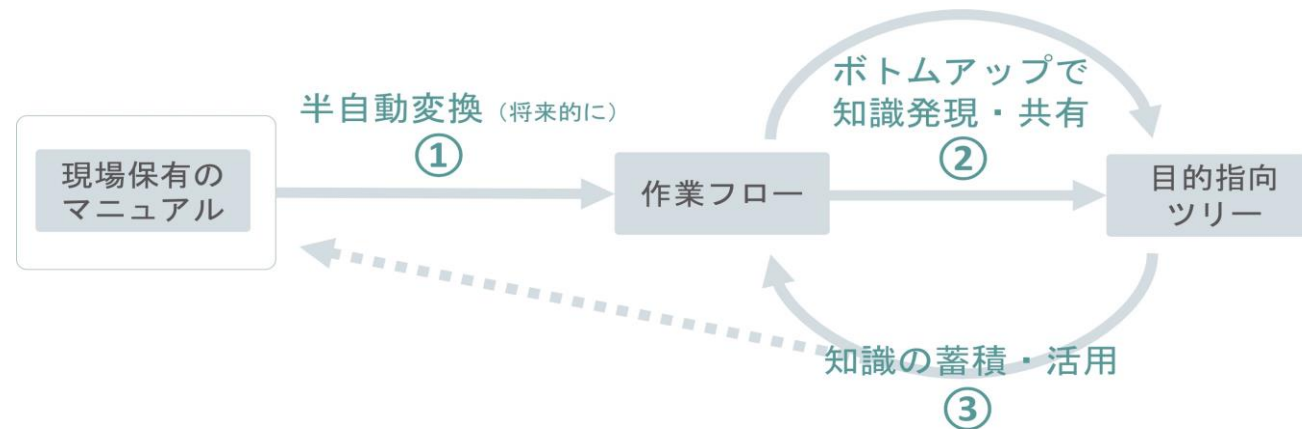 半自動変換（将来的に）
①
ボトムアップで
知識発現・共有
②
現場保有の
マニュアル
作業フロー
目的指向
ツリー
知識の蓄積・活用
③